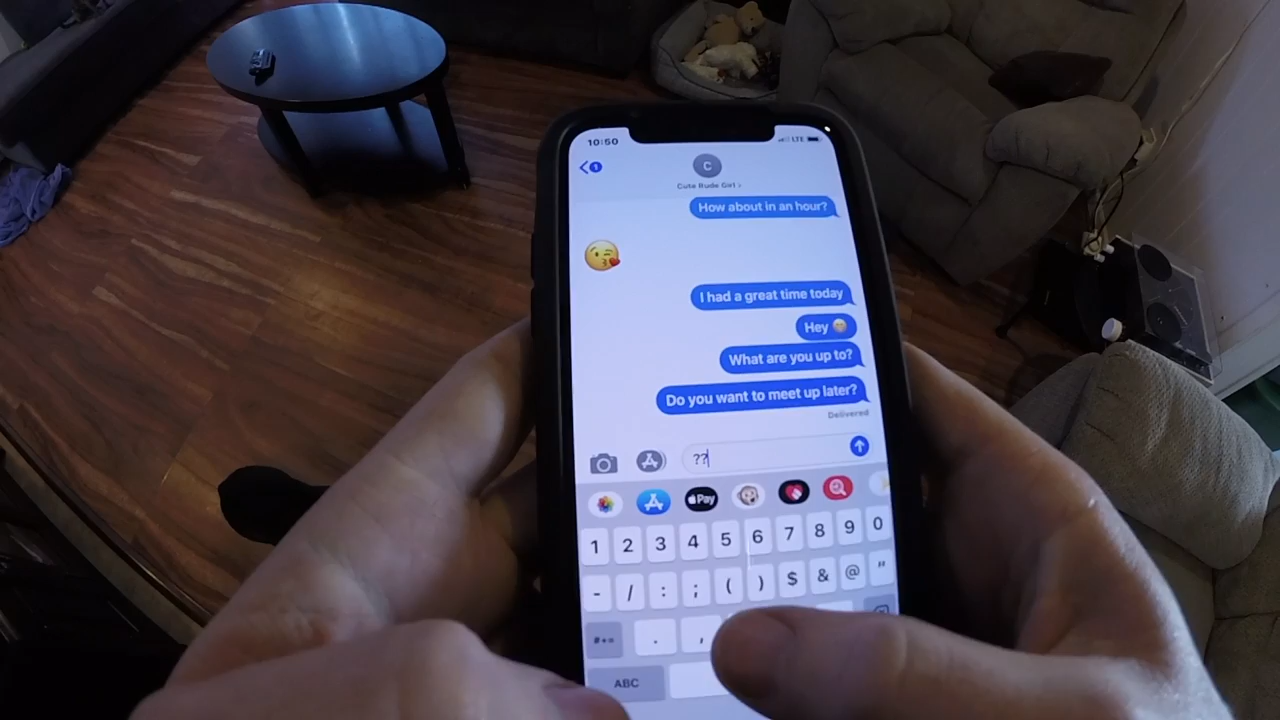 10:50
LTE
1
C
Cute Rude Girl >
How about in an hour?
😘
I had a great time today
Hey
What are you up to?
Do you want to meet up later?
Delivered
??
Pay
1 2 3 4 5 6 7 8 9 0
- / : ; ( ) $ & @ "
#+= . ,
ABC